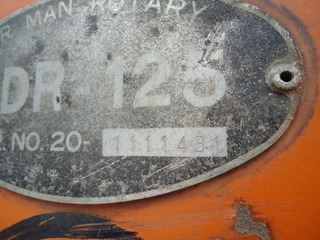 R MAN ROTARY
DR-125
R. NO. 20- 1111431